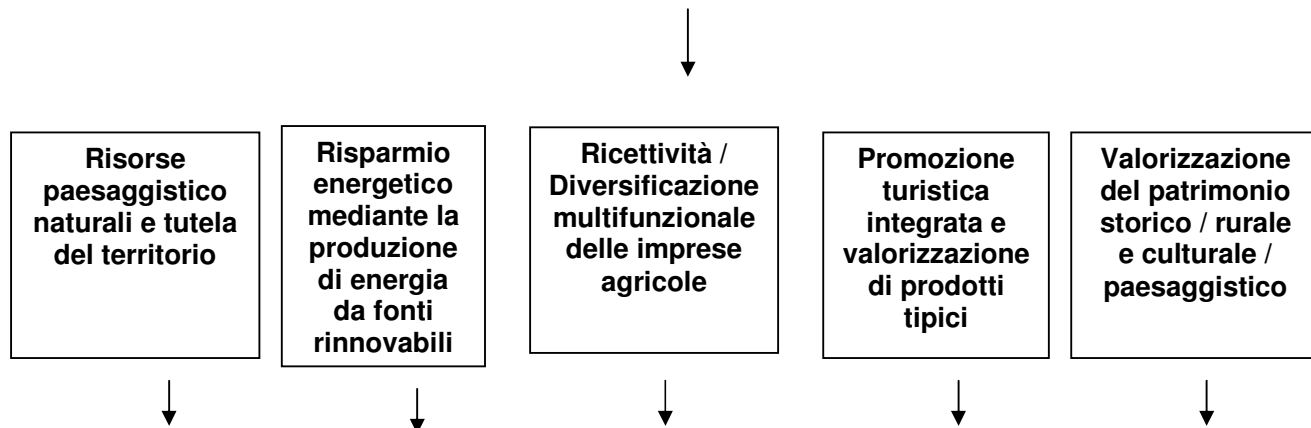 Risorse
paesaggistico
naturali e tutela
del territorio
Risparmio
energetico
mediante la
produzione
di energia
da fonti
rinnovabili
Ricettività /
Diversificazione
multifunzionale
delle imprese
agricole
Promozione
turistica
integrata e
valorizzazione
di prodotti
tipici
Valorizzazione
del patrimonio
storico / rurale
e culturale /
paesaggistico